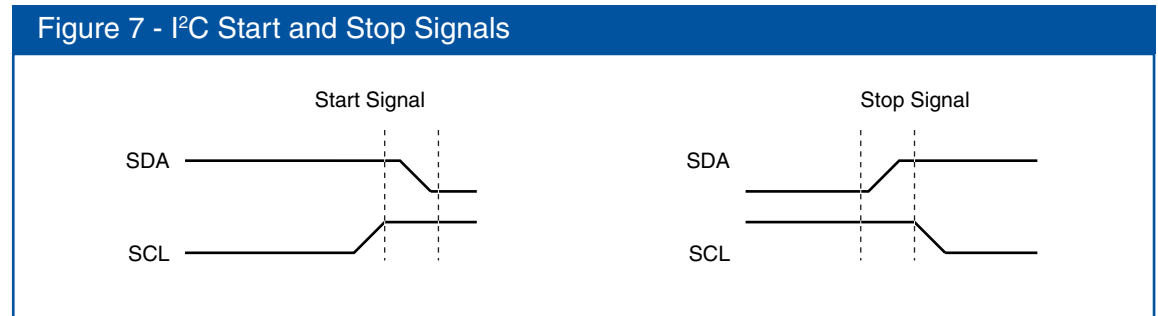 Figure 7 - I²C Start and Stop Signals
Start Signal
SDA
SCL
Stop Signal
SDA
SCL